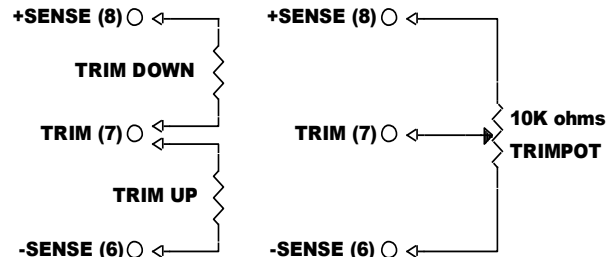 +SENSE (8)
TRIM DOWN
TRIM (7)
TRIM UP
-SENSE (6)
+SENSE (8)
TRIM (7)
10K ohms
TRIMPOT
-SENSE (6)